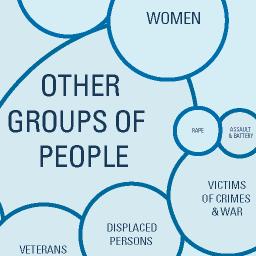 WOMEN
OTHER
GROUPS OF
PEOPLE
RAPE
ASSAULT
& BATTERY
VICTIMS
OF CRIMES
& WAR
DISPLACED
PERSONS
VETERANS